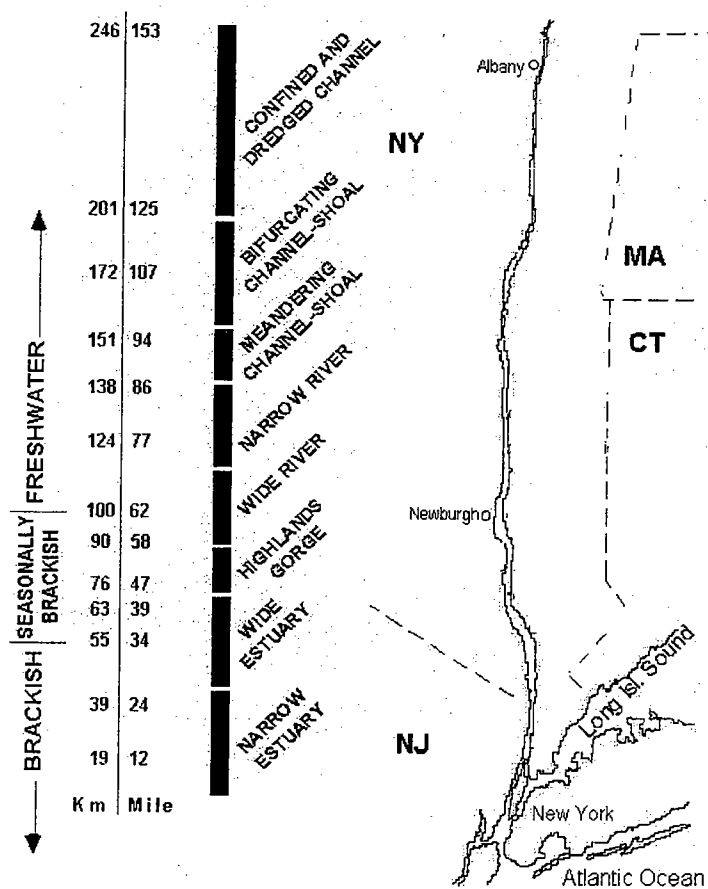 246 153
201 125
172 107
151 94
138 86
124 77
100 62
90 58
76 47
63 39
55 34
39 24
19 12
Km Mile
FRESHWATER
SEASONALLY
BRACKISH
BRACKISH
CONFINED AND
DREDGED CHANNEL
BIFURCATING
CHANNEL-SHOAL
MEANDERING
CHANNEL-SHOAL
NARROW RIVER
WIDE RIVER
HIGHLANDS
GORGE
WIDE
ESTUARY
NARROW
ESTUARY
Albany
NY
MA
CT
Newburgh
Long Isl. Sound
NJ
New York
Atlantic Ocean